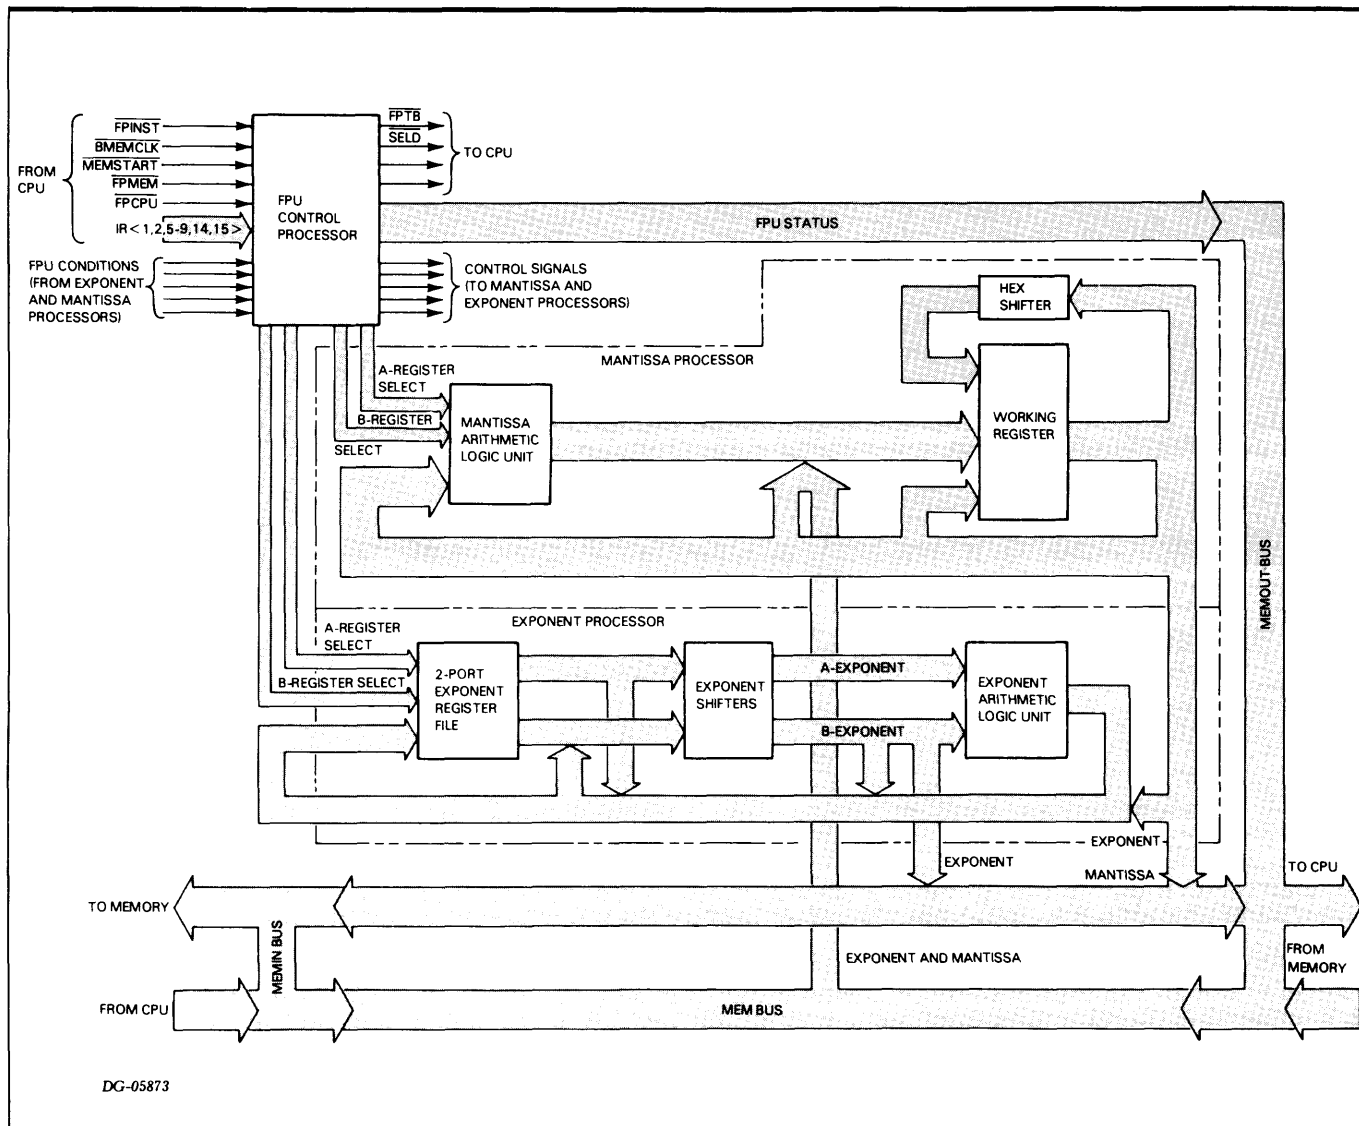 FPINST
BMEMCLK
MEMSTART
FPMEM
FPCPU
IR< 1,2,5-9,14,15 >
FROM
CPU
FPU CONDITIONS
(FROM EXPONENT
AND MANTISSA
PROCESSORS)
FPU
CONTROL
PROCESSOR
FPTB
SELD
TO CPU
FPU STATUS
CONTROL SIGNALS
(TO MANTISSA AND
EXPONENT PROCESSORS)
HEX
SHIFTER
MANTISSA PROCESSOR
A-REGISTER
SELECT
B-REGISTER
SELECT
MANTISSA
ARITHMETIC
LOGIC UNIT
WORKING
REGISTER
MEMOUT BUS
EXPONENT PROCESSOR
A-REGISTER
SELECT
B-REGISTER SELECT
2-PORT
EXPONENT
REGISTER
FILE
EXPONENT
SHIFTERS
A-EXPONENT
B-EXPONENT
EXPONENT
ARITHMETIC
LOGIC UNIT
EXPONENT
EXPONENT
MANTISSA
TO CPU
TO MEMORY
MEMIN BUS
EXPONENT AND MANTISSA
FROM
MEMORY
FROM CPU
MEM BUS
DG-05873